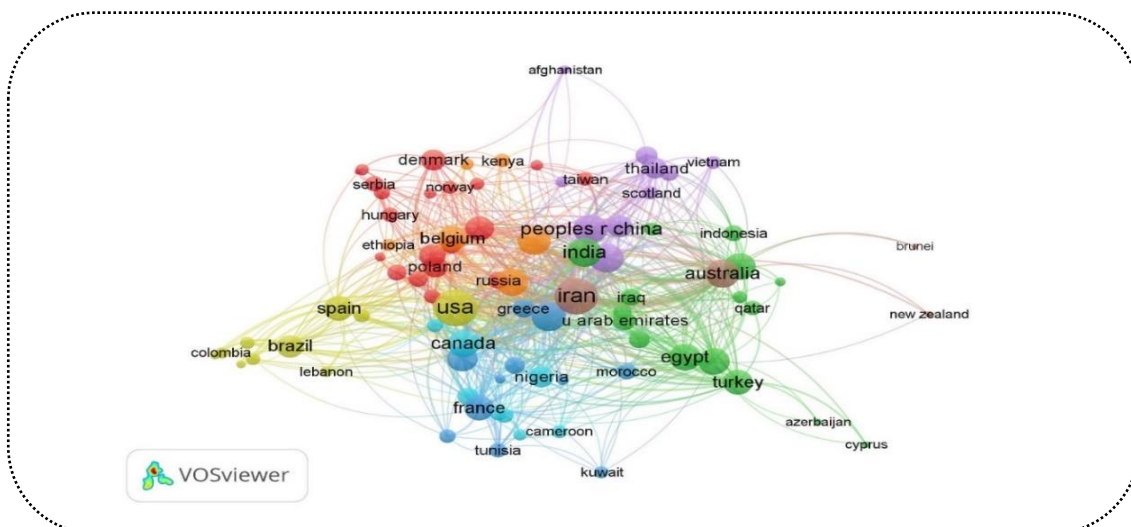 afghanistan
denmark
kenya
thailand
vietnam
taiwan
serbia
norway
scotland
hungary
peoples r china
indonesia
belgium
ethiopia
india
brunei
poland
australia
russia
iran
iraq
usa
spain
greece
qatar
new zealand
u arab emirates
canada
brazil
colombia
egypt
lebanon
nigeria
morocco
turkey
france
azerbaijan
cameroon
cyprus
tunisia
kuwait
VOSviewer